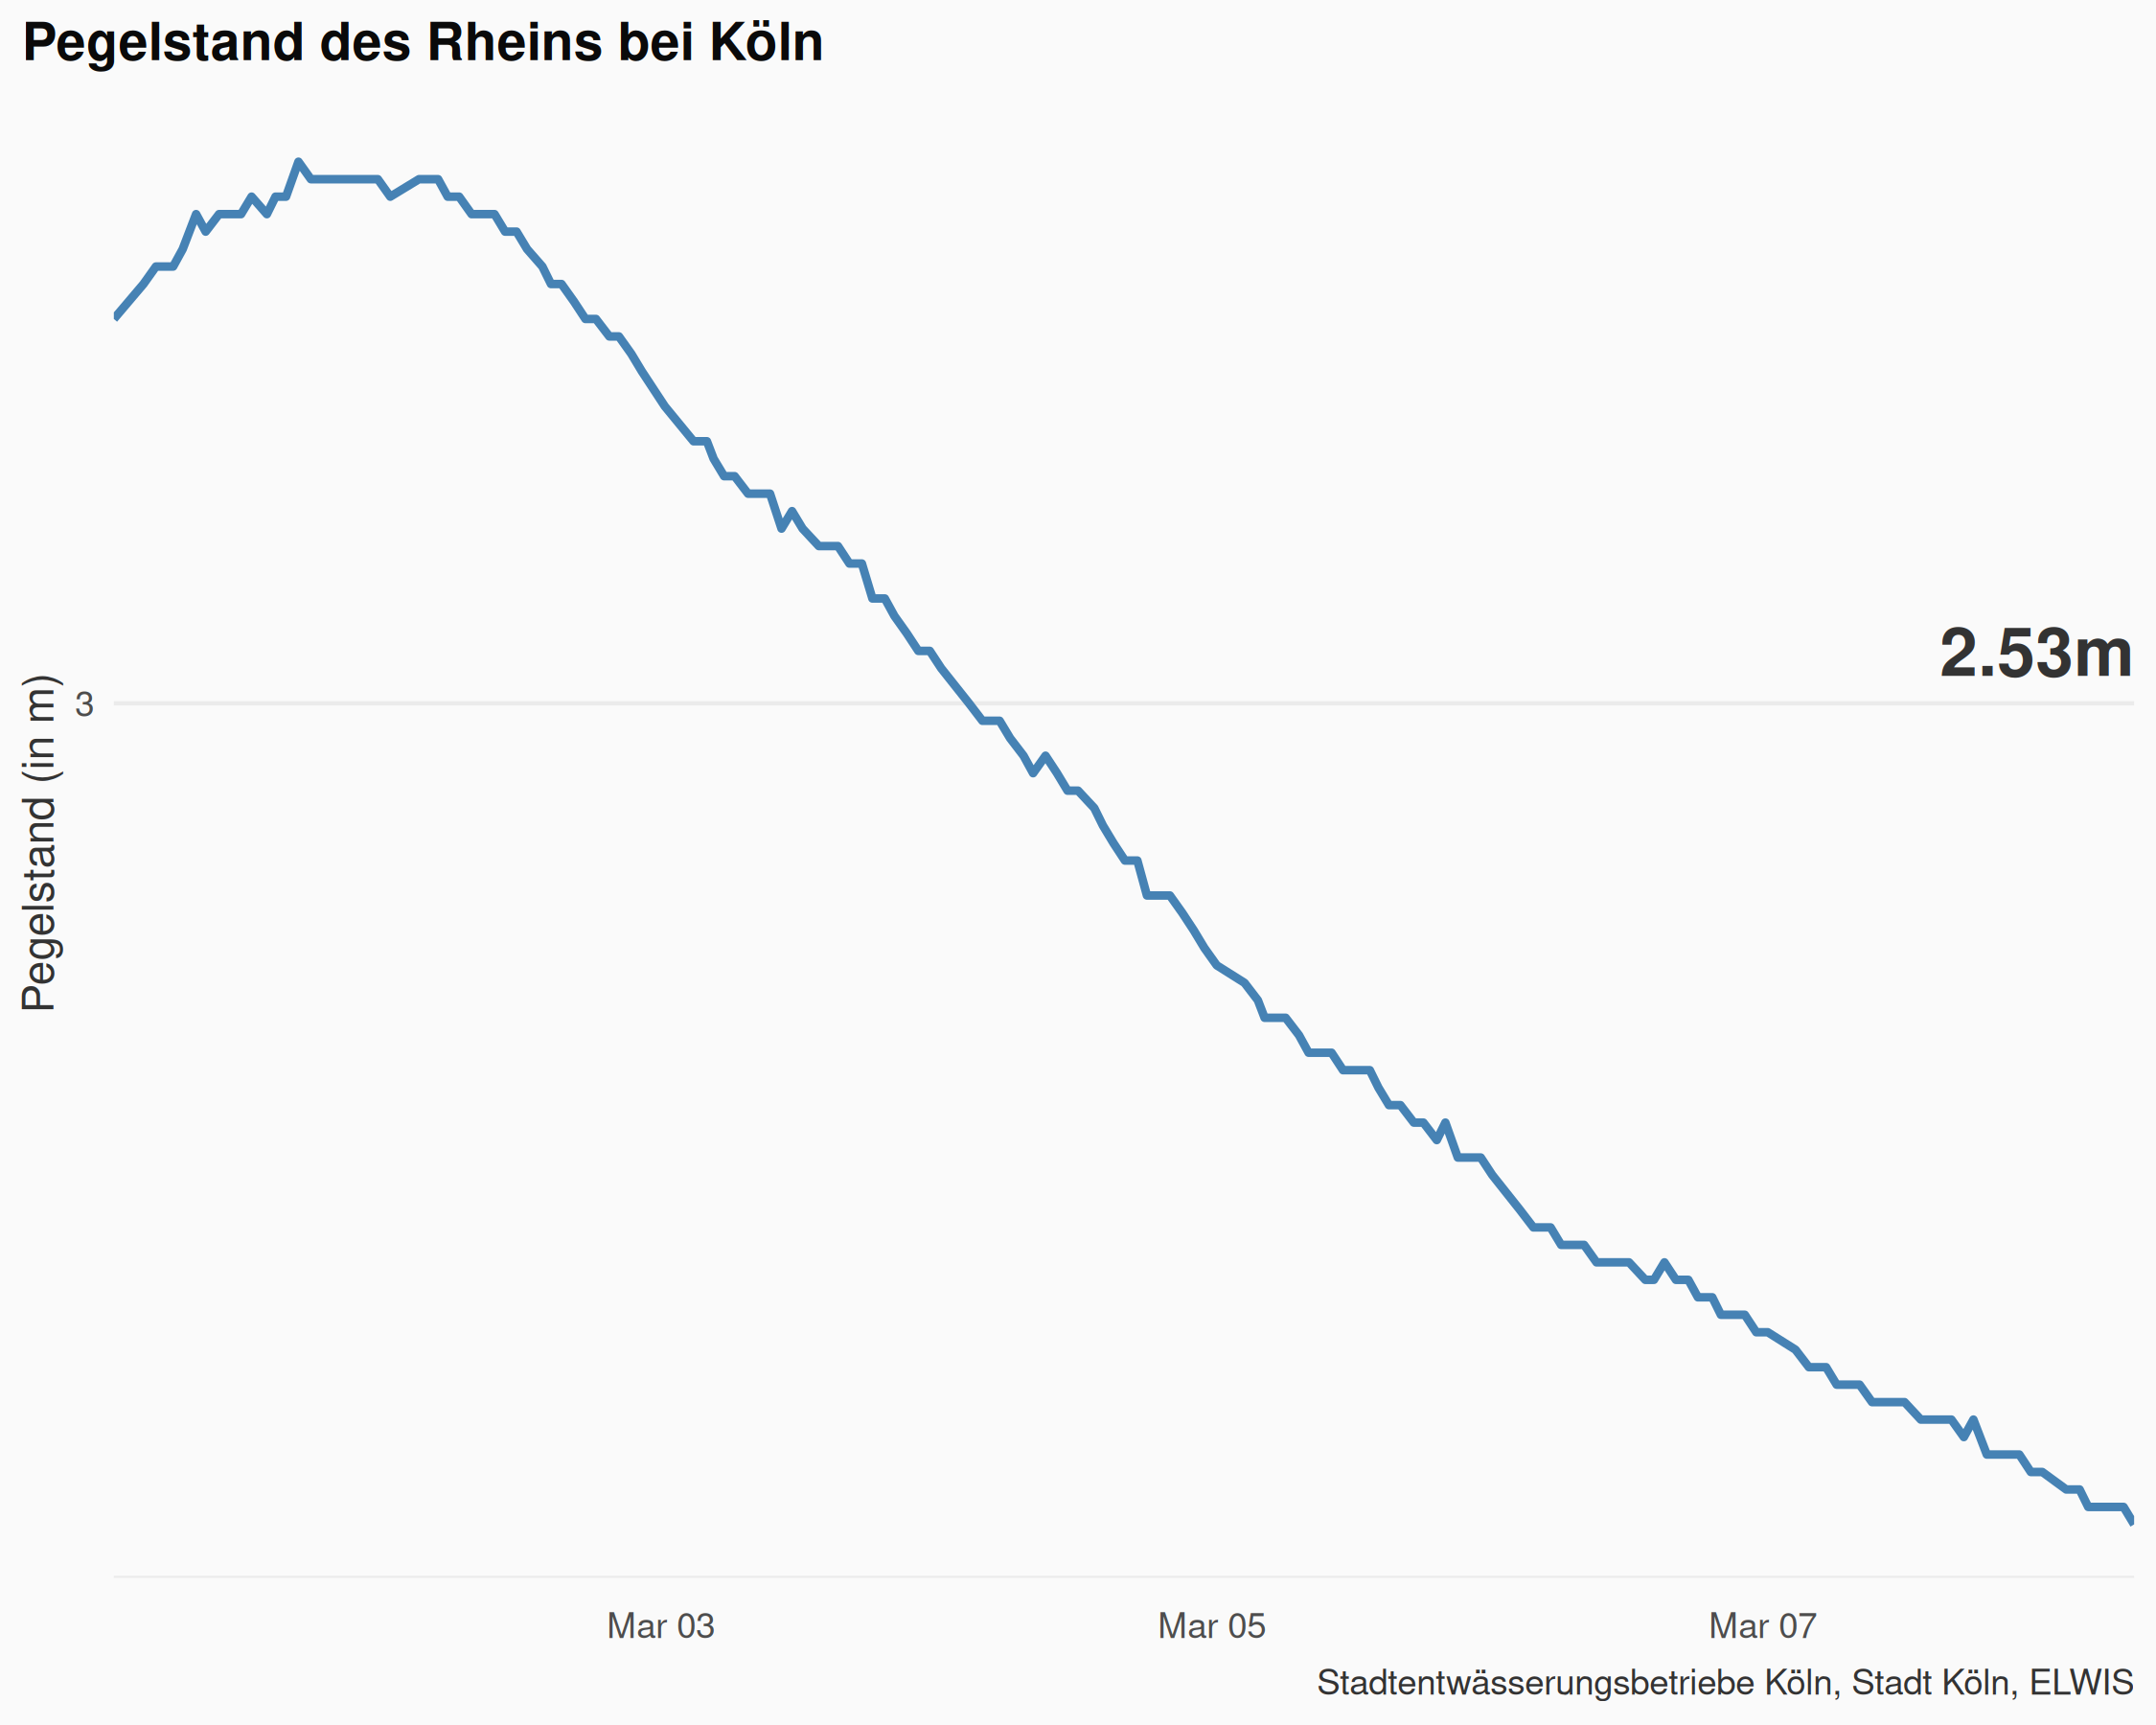 Pegelstand des Rheins bei Köln
2.53m
Pegelstand (in m)
3
Mar 03
Mar 05
Mar 07
Stadtentwässerungsbetriebe Köln, Stadt Köln, ELWIS